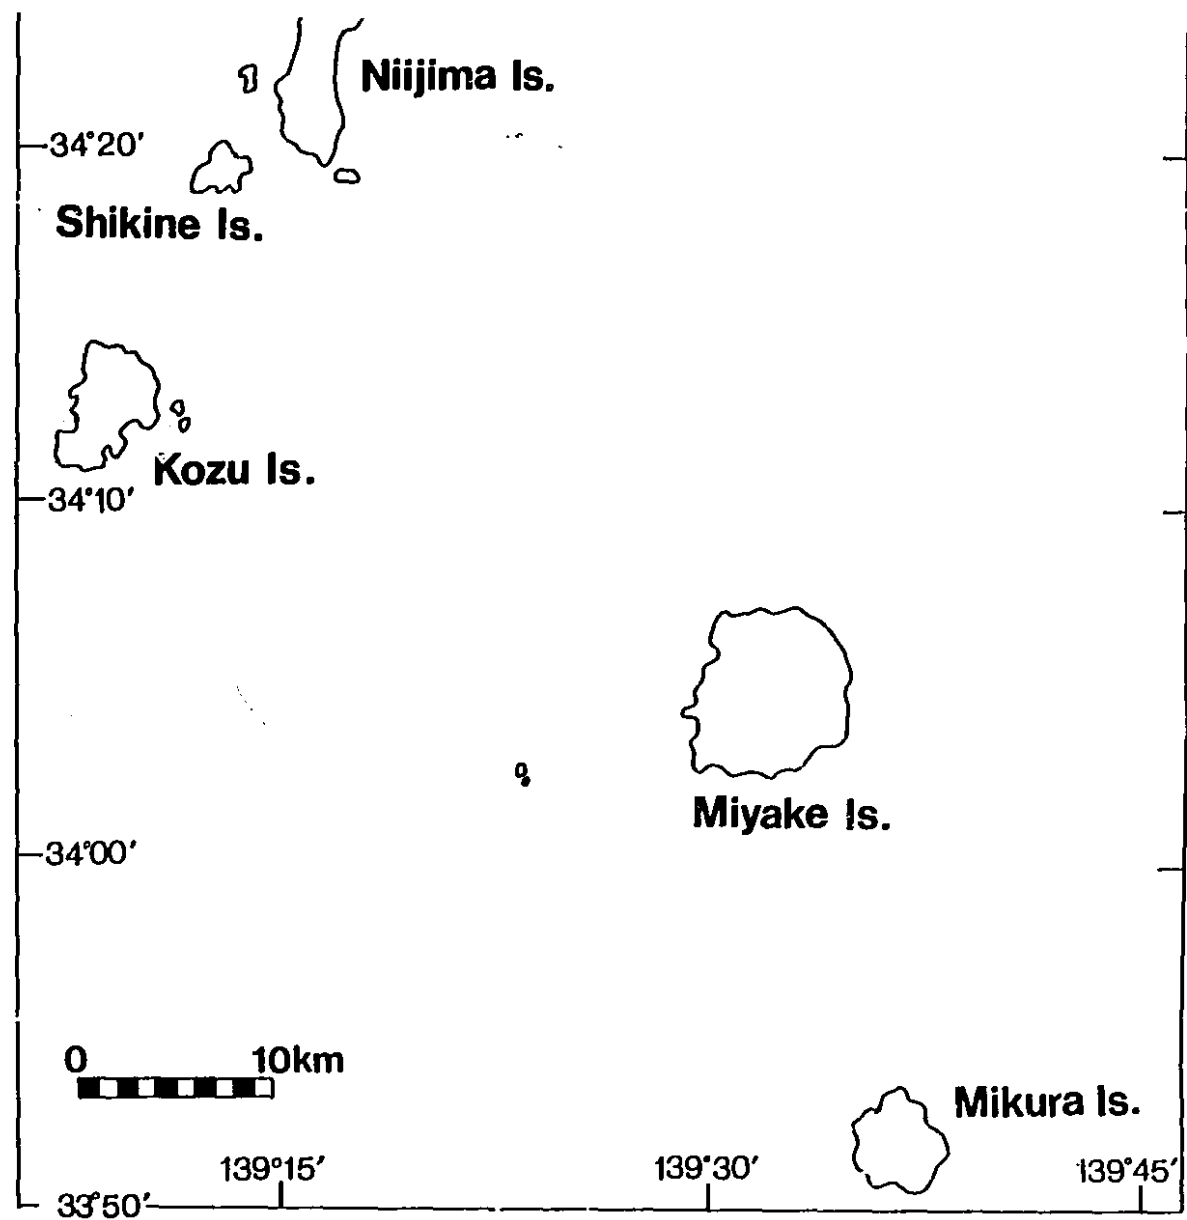 Niijima Is.
34°20′
Shikine Is.
Kozu Is.
34°10′
Miyake Is.
34°00′
0 10km
Mikura Is.
139°15′ 139°30′ 139°45′
33°50′